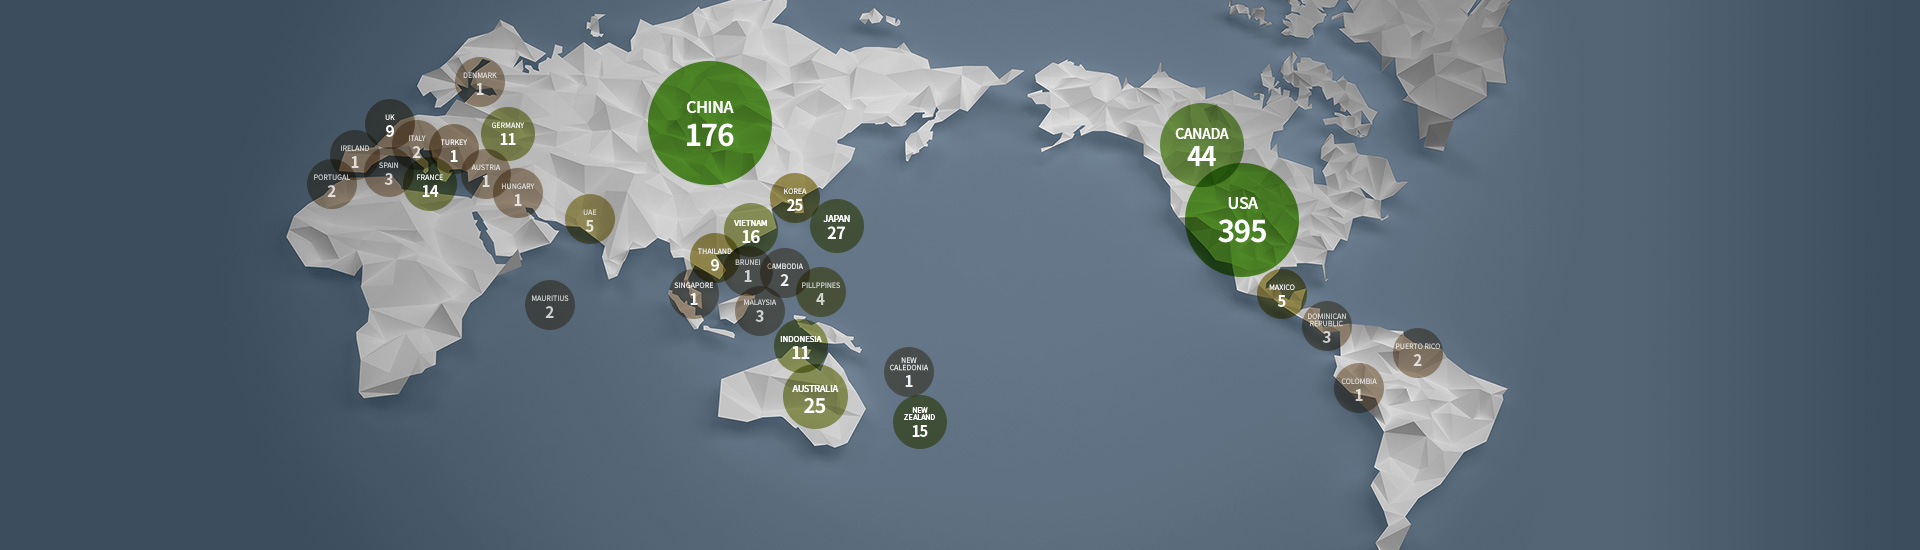 DENMARK
1
UK
9
ITALY
2
TURKEY
1
GERMANY
11
IRELAND
1
SPAIN
3
PORTUGAL
2
FRANCE
14
AUSTRIA
1
HUNGARY
1
UAE
5
MAURITIUS
2
CHINA
176
KOREA
25
JAPAN
27
VIETNAM
16
THAILAND
9
BRUNEI
1
CAMBODIA
2
SINGAPORE
1
MALAYSIA
3
PILLPPINES
4
INDONESIA
11
AUSTRALIA
25
NEW
CALEDONIA
1
NEW
ZEALAND
15
CANADA
44
USA
395
MAXICO
5
DOMINICAN
REPUBLIC
3
PUERTO RICO
2
COLOMBIA
1